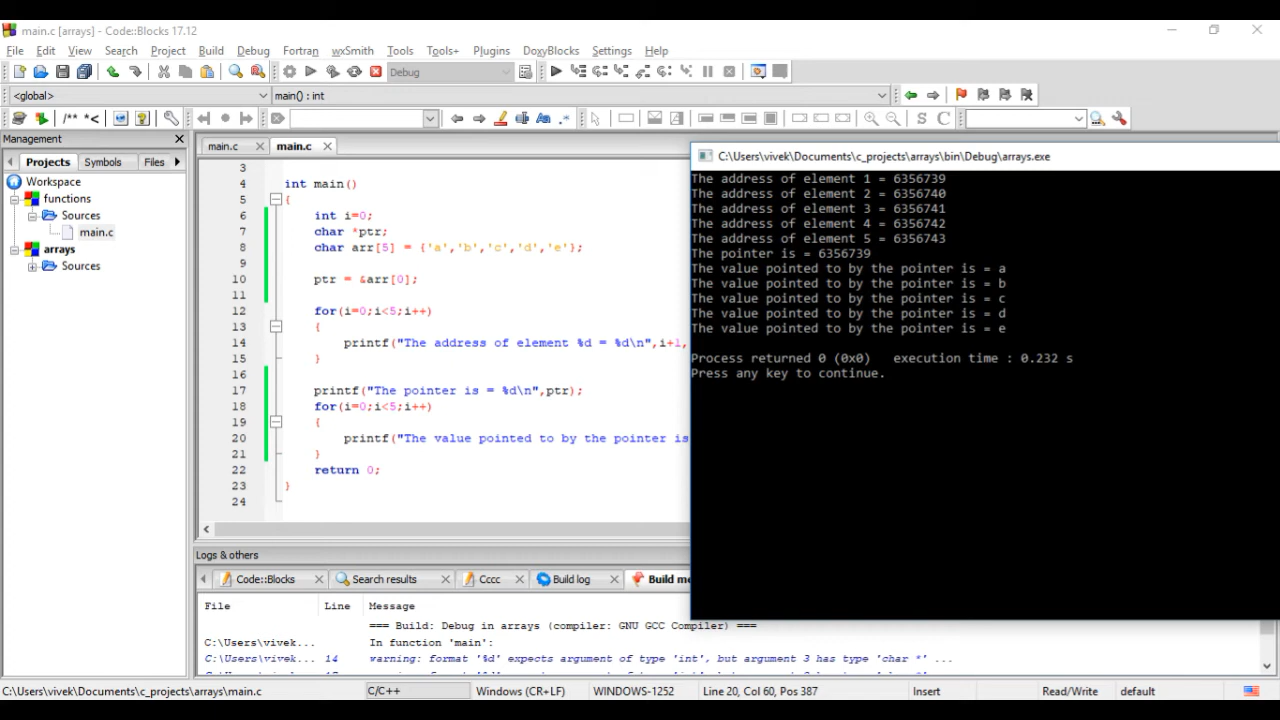 main.c [arrays] - Code::Blocks 17.12
File Edit View Search Project Build Debug Fortran wxSmith Tools Tools+ Plugins DoxyBlocks Settings Help
Debug
<global> main() : int
/** *<
S C
Management
Projects Symbols Files
Workspace
functions
Sources
main.c
arrays
Sources
main.c main.c
3
4 int main()
5 {
6 int i=0;
7 char *ptr;
8 char arr[5] = {'a','b','c','d','e'};
9
10 ptr = &arr[0];
11
12 for(i=0;i<5;i++)
13 {
14 printf("The address of element %d = %d\n",i+1,
15 }
16
17 printf("The pointer is = %d\n",ptr);
18 for(i=0;i<5;i++)
19 {
20 printf("The value pointed to by the pointer is
21 }
22 return 0;
23 }
24
C:\Users\vivek\Documents\c_projects\arrays\bin\Debug\arrays.exe
The address of element 1 = 6356739
The address of element 2 = 6356740
The address of element 3 = 6356741
The address of element 4 = 6356742
The address of element 5 = 6356743
The pointer is = 6356739
The value pointed to by the pointer is = a
The value pointed to by the pointer is = b
The value pointed to by the pointer is = c
The value pointed to by the pointer is = d
The value pointed to by the pointer is = e
Process returned 0 (0x0) execution time : 0.232 s
Press any key to continue.
Logs & others
Code::Blocks Search results Cccc Build log Build me
File Line Message
=== Build: Debug in arrays (compiler: GNU GCC Compiler) ===
C:\Users\vivek... In function 'main':
C:\Users\vivek... 14 warning: format '%d' expects argument of type 'int', but argument 3 has type 'char *' ...
C:\Users\vivek\Documents\c_projects\arrays\main.c C/C++ Windows (CR+LF) WINDOWS-1252 Line 20, Col 60, Pos 387 Insert Read/Write default